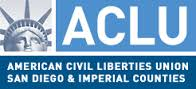 ACLU
AMERICAN CIVIL LIBERTIES UNION
SAN DIEGO & IMPERIAL COUNTIES